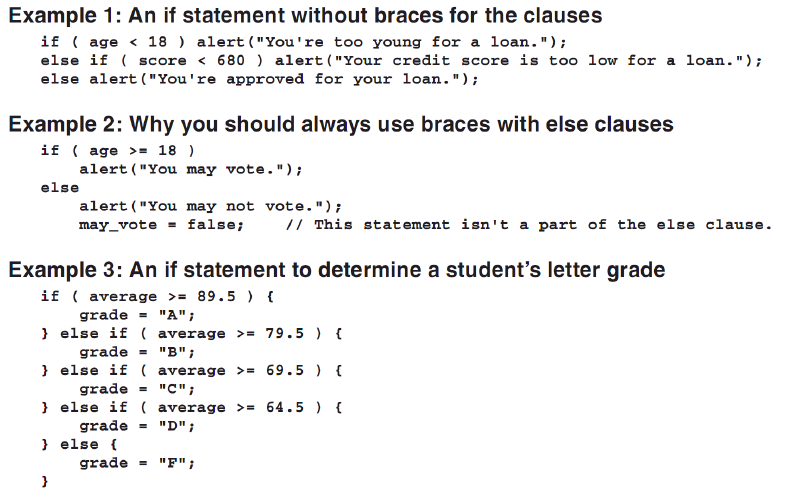 Example 1: An if statement without braces for the clauses
if ( age < 18 ) alert("You're too young for a loan.");
else if ( score < 680 ) alert("Your credit score is too low for a loan.");
else alert("You're approved for your loan.");
Example 2: Why you should always use braces with else clauses
if ( age >= 18 )
    alert("You may vote.");
else
    alert("You may not vote.");
    may_vote = false;    // This statement isn't a part of the else clause.
Example 3: An if statement to determine a student’s letter grade
if ( average >= 89.5 ) {
    grade = "A";
} else if ( average >= 79.5 ) {
    grade = "B";
} else if ( average >= 69.5 ) {
    grade = "C";
} else if ( average >= 64.5 ) {
    grade = "D";
} else {
    grade = "F";
}